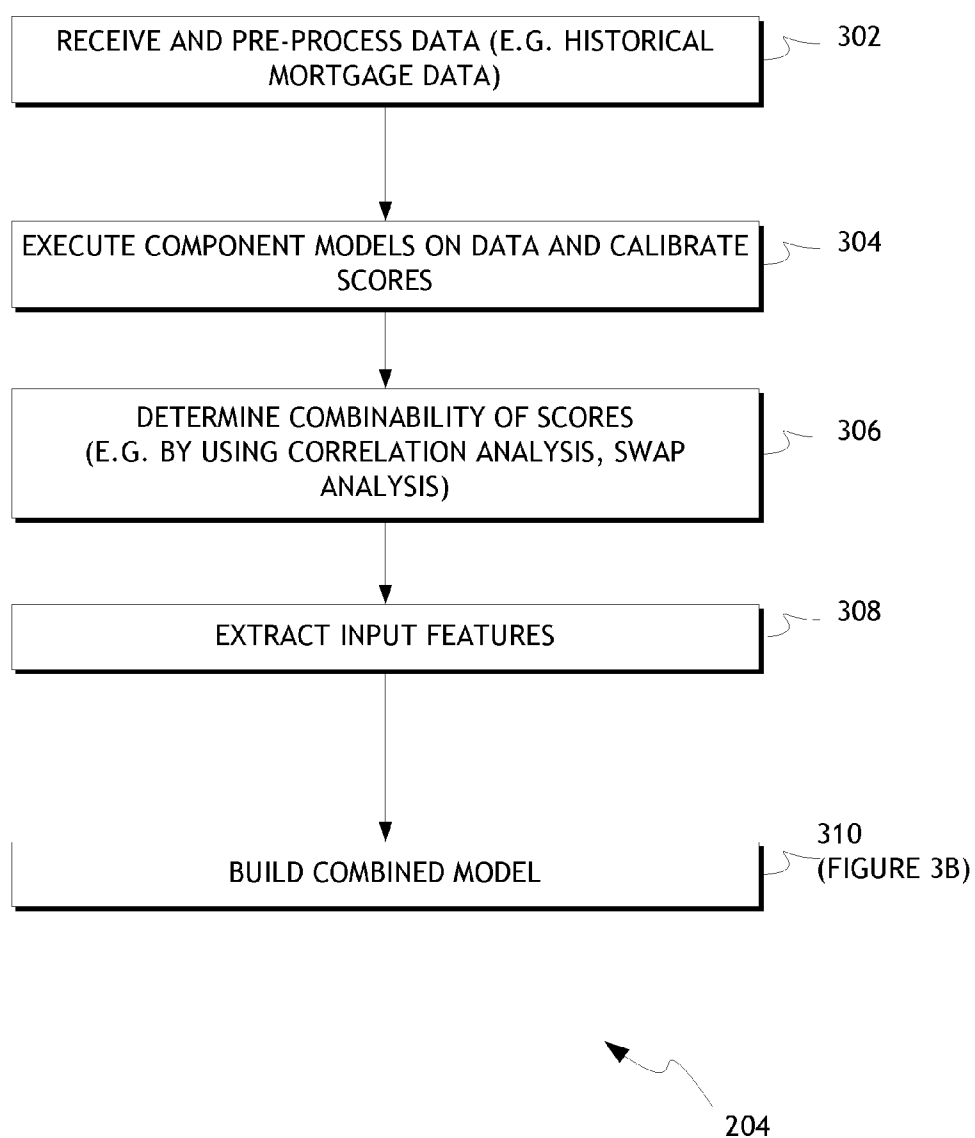 RECEIVE AND PRE-PROCESS DATA (E.G. HISTORICAL
MORTGAGE DATA)
302
EXECUTE COMPONENT MODELS ON DATA AND CALIBRATE
SCORES
304
DETERMINE COMBINABILITY OF SCORES
(E.G. BY USING CORRELATION ANALYSIS, SWAP
ANALYSIS)
306
EXTRACT INPUT FEATURES
308
BUILD COMBINED MODEL
310
(FIGURE 3B)
204